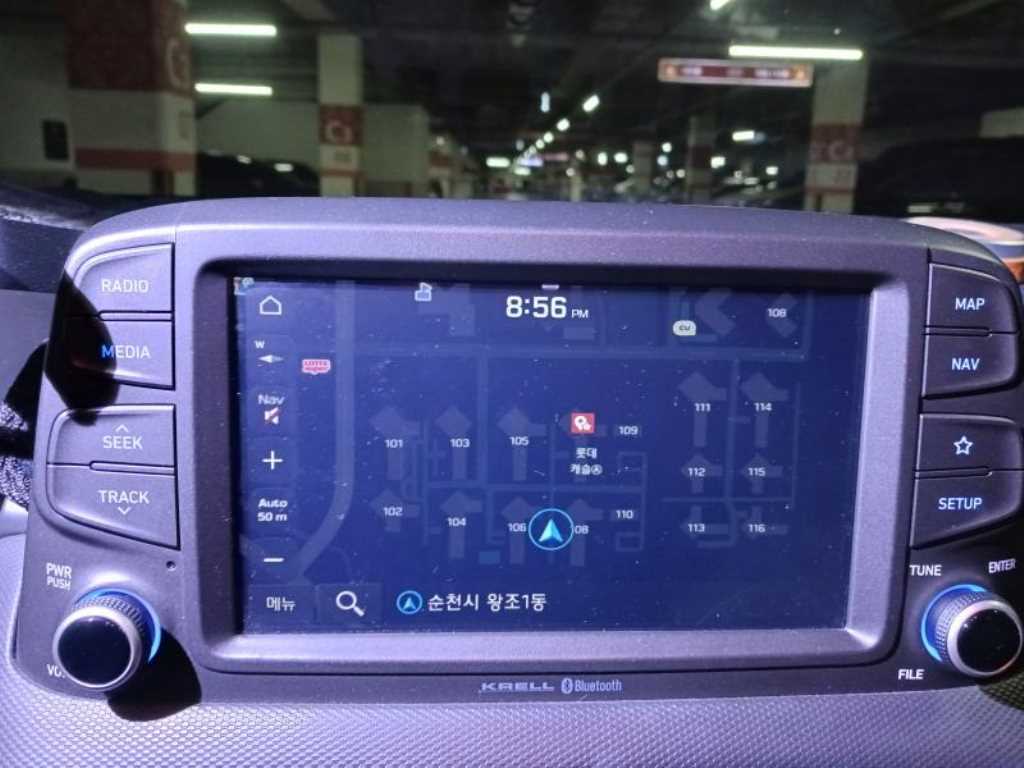 RADIO
MEDIA
SEEK
TRACK
PWR
PUSH
MAP
NAV
SETUP
TUNE
ENTER
FILE
8:56 PM
W
Nav
Auto
50 m
메뉴
순천시 왕조1동
CU
108
LOTTE
101
103
105
롯데
캐슬
109
111
114
112
115
102
104
106
08
110
113
116
KRELL Bluetooth